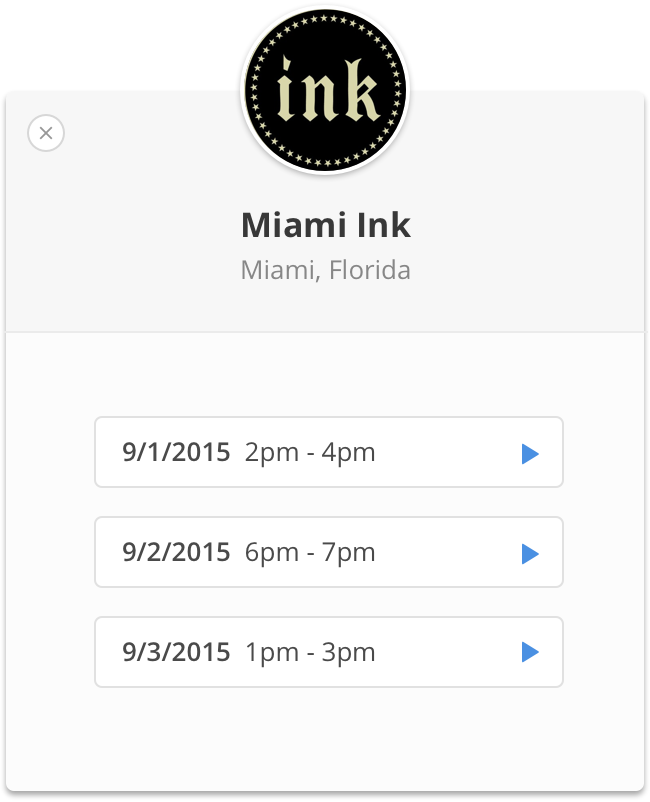 ink
Miami Ink
Miami, Florida
9/1/2015 2pm - 4pm
9/2/2015 6pm - 7pm
9/3/2015 1pm - 3pm